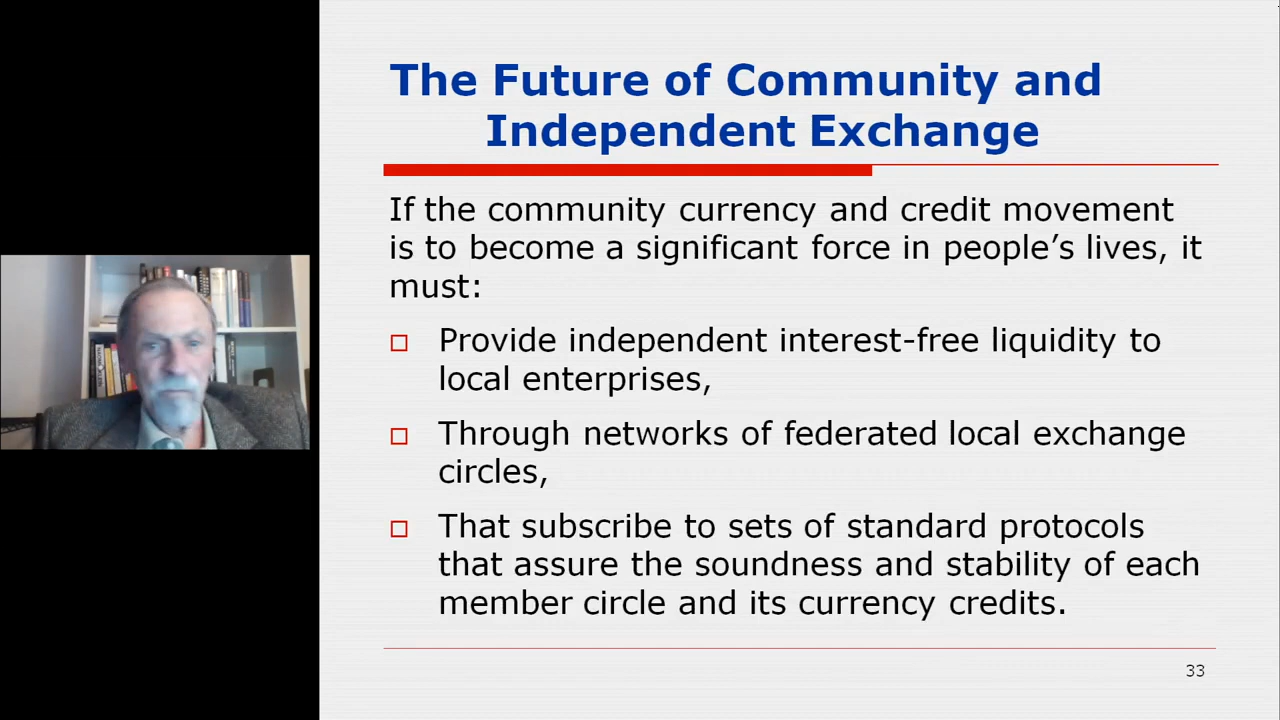 The Future of Community and
Independent Exchange
If the community currency and credit movement
is to become a significant force in people’s lives, it
must:
Provide independent interest-free liquidity to
local enterprises,
Through networks of federated local exchange
circles,
That subscribe to sets of standard protocols
that assure the soundness and stability of each
member circle and its currency credits.
33